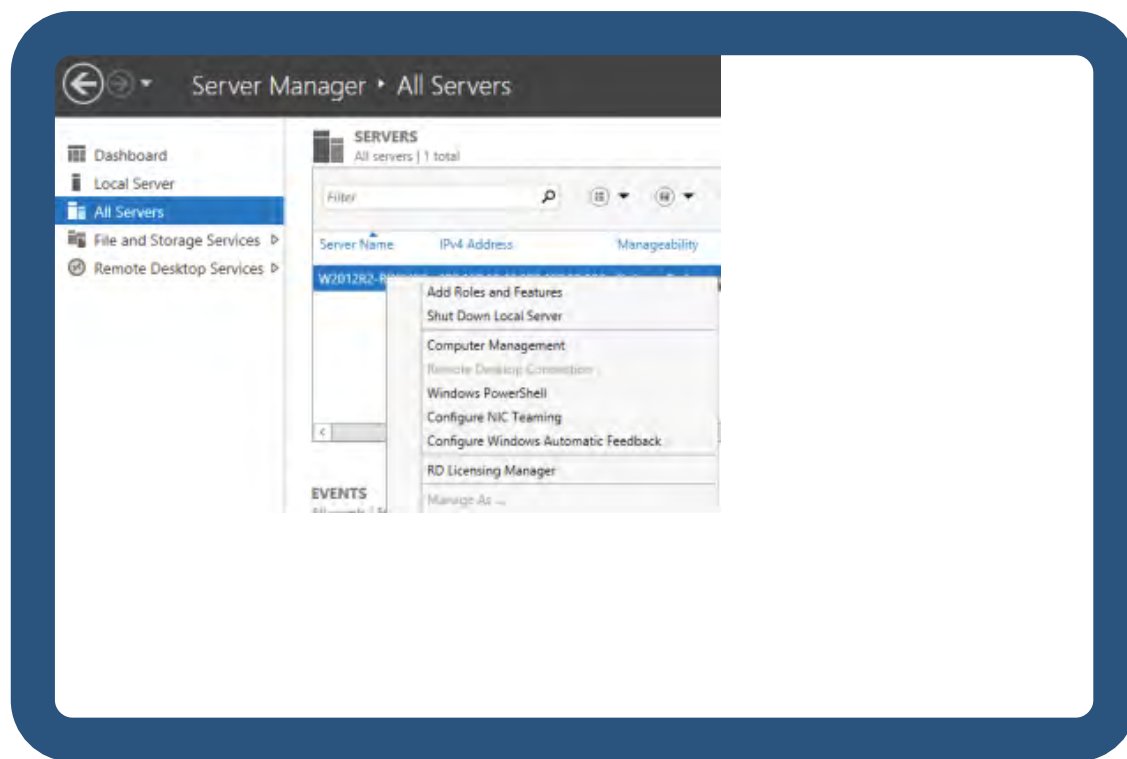 Server Manager ‣ All Servers
Dashboard
Local Server
All Servers
File and Storage Services
Remote Desktop Services
SERVERS
All servers | 1 total
Filter
Server Name IPv4 Address Manageability
W2012R2-
Add Roles and Features
Shut Down Local Server
Computer Management
Remote Desktop Connection
Windows PowerShell
Configure NIC Teaming
Configure Windows Automatic Feedback
RD Licensing Manager
Manage As ...
EVENTS